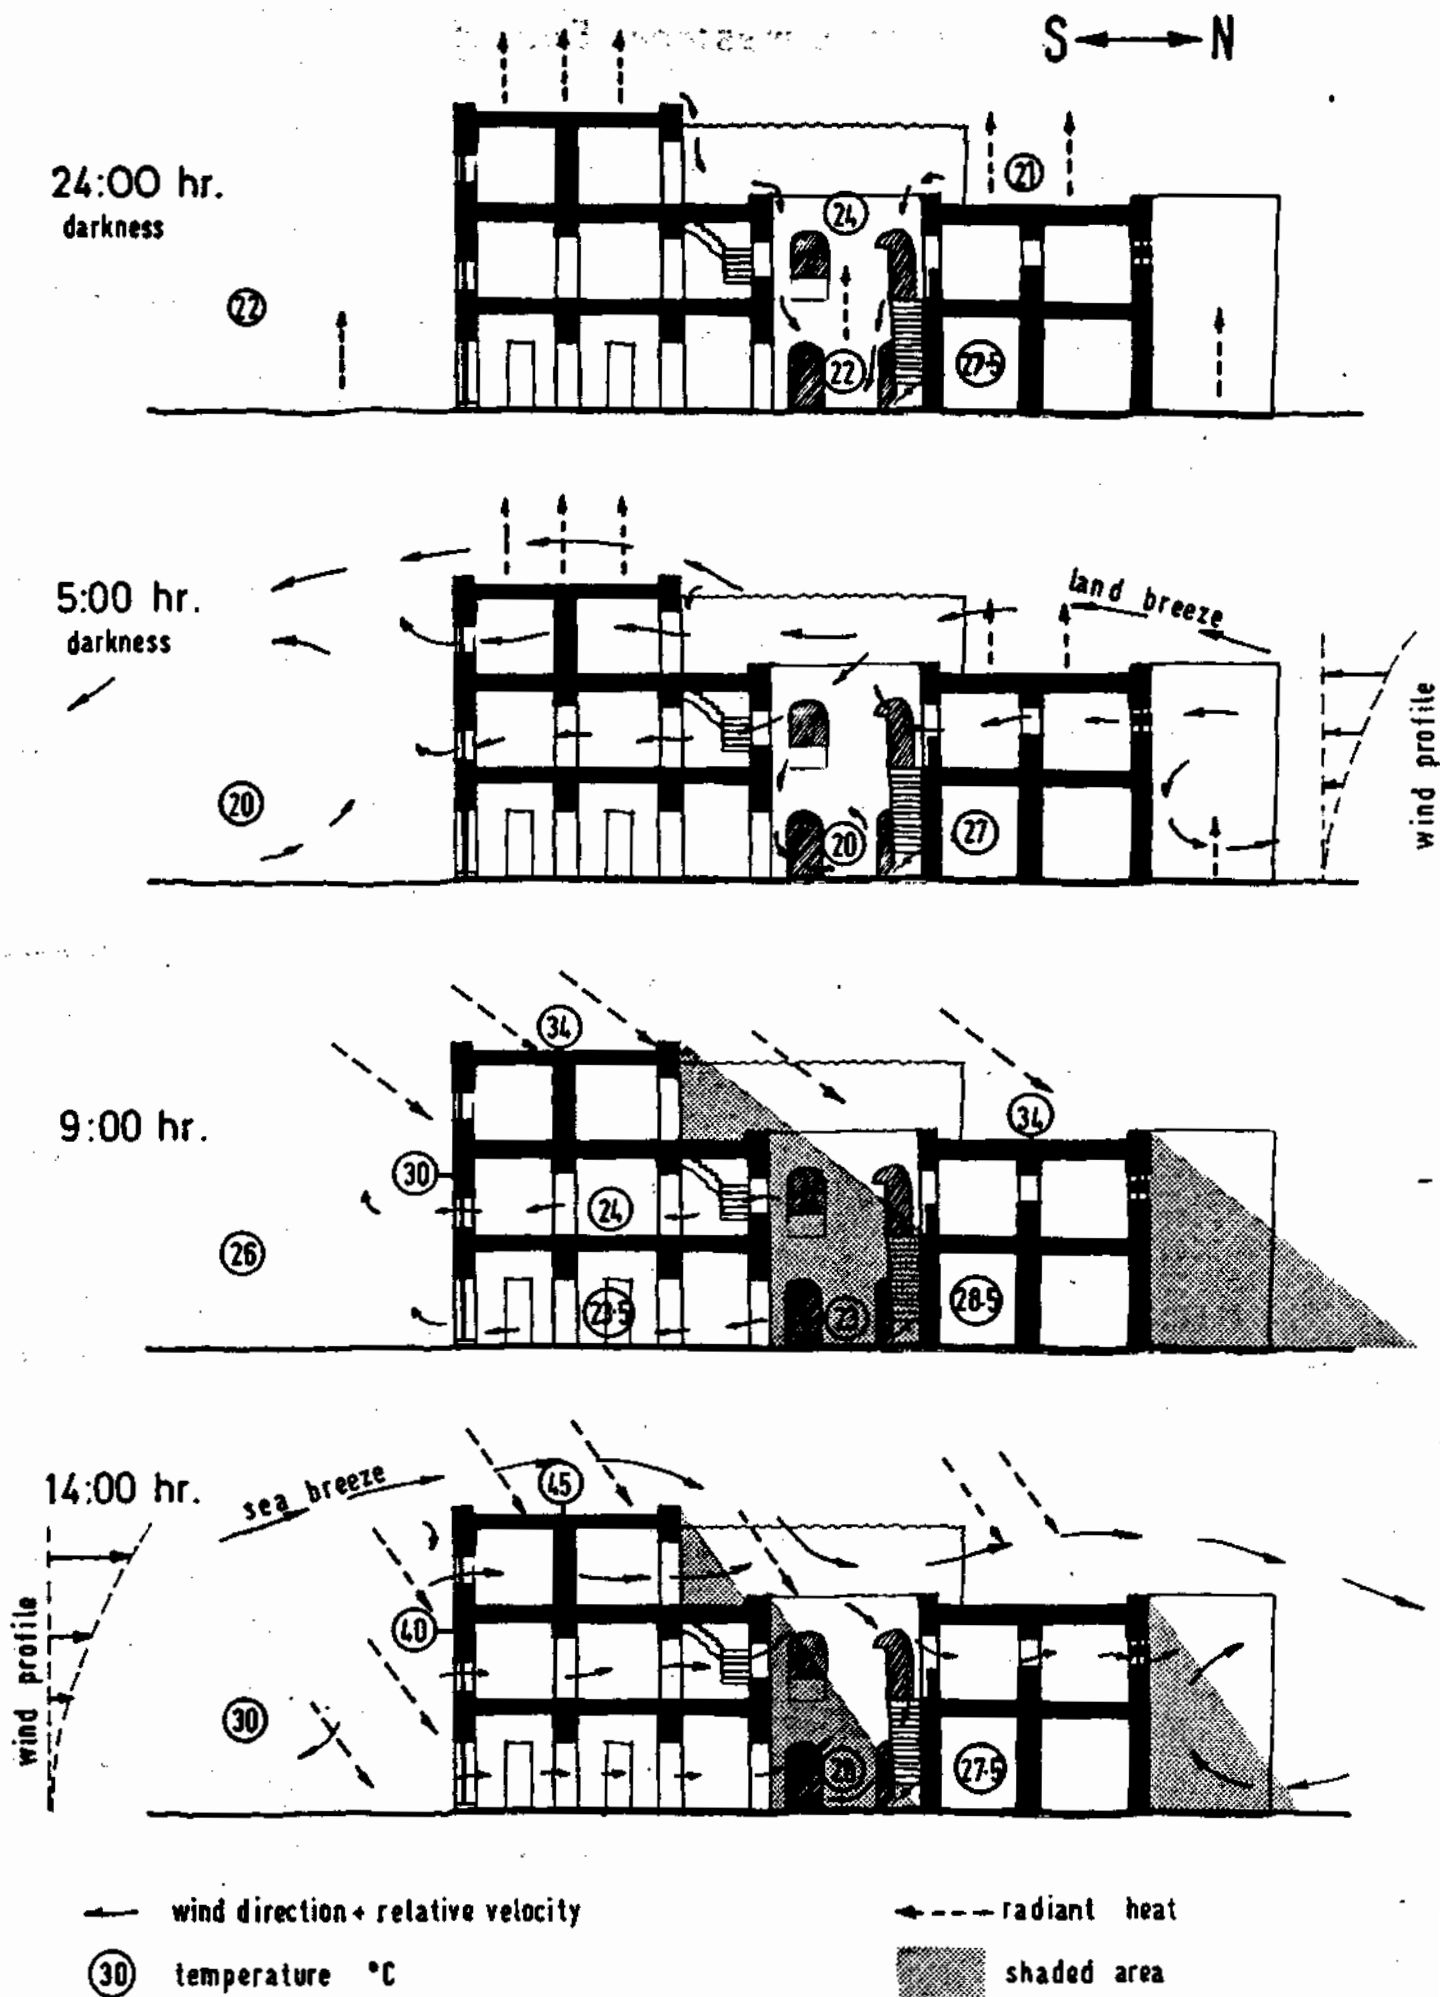 S N
24:00 hr.
darkness
21
24
22
22
27·5
5:00 hr.
darkness
land breeze
wind profile
20
20
27
9:00 hr.
34
34
30
24
26
23·5
23
28·5
14:00 hr.
sea breeze
wind profile
45
40
30
28
27·5
wind direction + relative velocity
radiant heat
30 temperature °C
shaded area